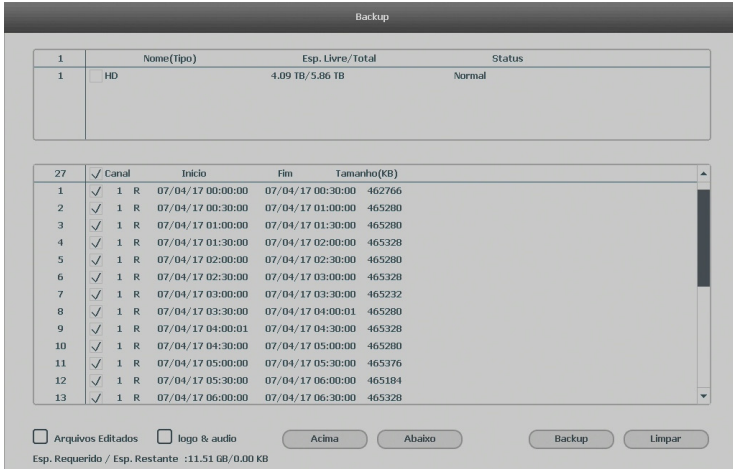 Backup
1 Nome(Tipo) Esp. Livre/Total Status
1 HD 4.09 TB/5.86 TB Normal
27 Canal Inicio Fim Tamanho(KB)
1 1 R 07/04/17 00:00:00 07/04/17 00:30:00 462766
2 1 R 07/04/17 00:30:00 07/04/17 01:00:00 465280
3 1 R 07/04/17 01:00:00 07/04/17 01:30:00 465280
4 1 R 07/04/17 01:30:00 07/04/17 02:00:00 465328
5 1 R 07/04/17 02:00:00 07/04/17 02:30:00 465280
6 1 R 07/04/17 02:30:00 07/04/17 03:00:00 465328
7 1 R 07/04/17 03:00:00 07/04/17 03:30:00 465232
8 1 R 07/04/17 03:30:00 07/04/17 04:00:01 465280
9 1 R 07/04/17 04:00:01 07/04/17 04:30:00 465328
10 1 R 07/04/17 04:30:00 07/04/17 05:00:00 465280
11 1 R 07/04/17 05:00:00 07/04/17 05:30:00 465376
12 1 R 07/04/17 05:30:00 07/04/17 06:00:00 465184
13 1 R 07/04/17 06:00:00 07/04/17 06:30:00 465328
Arquivos Editados logo & audio Acima Abaixo Backup Limpar
Esp. Requerido / Esp. Restante :11.51 GB/0.00 KB